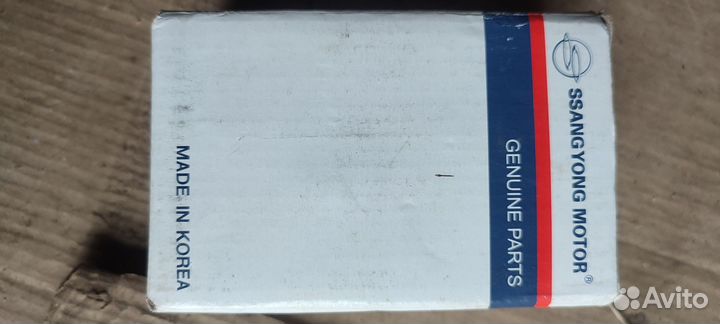 SSANGYONG MOTOR®
GENUINE PARTS
MADE IN KOREA
Avito